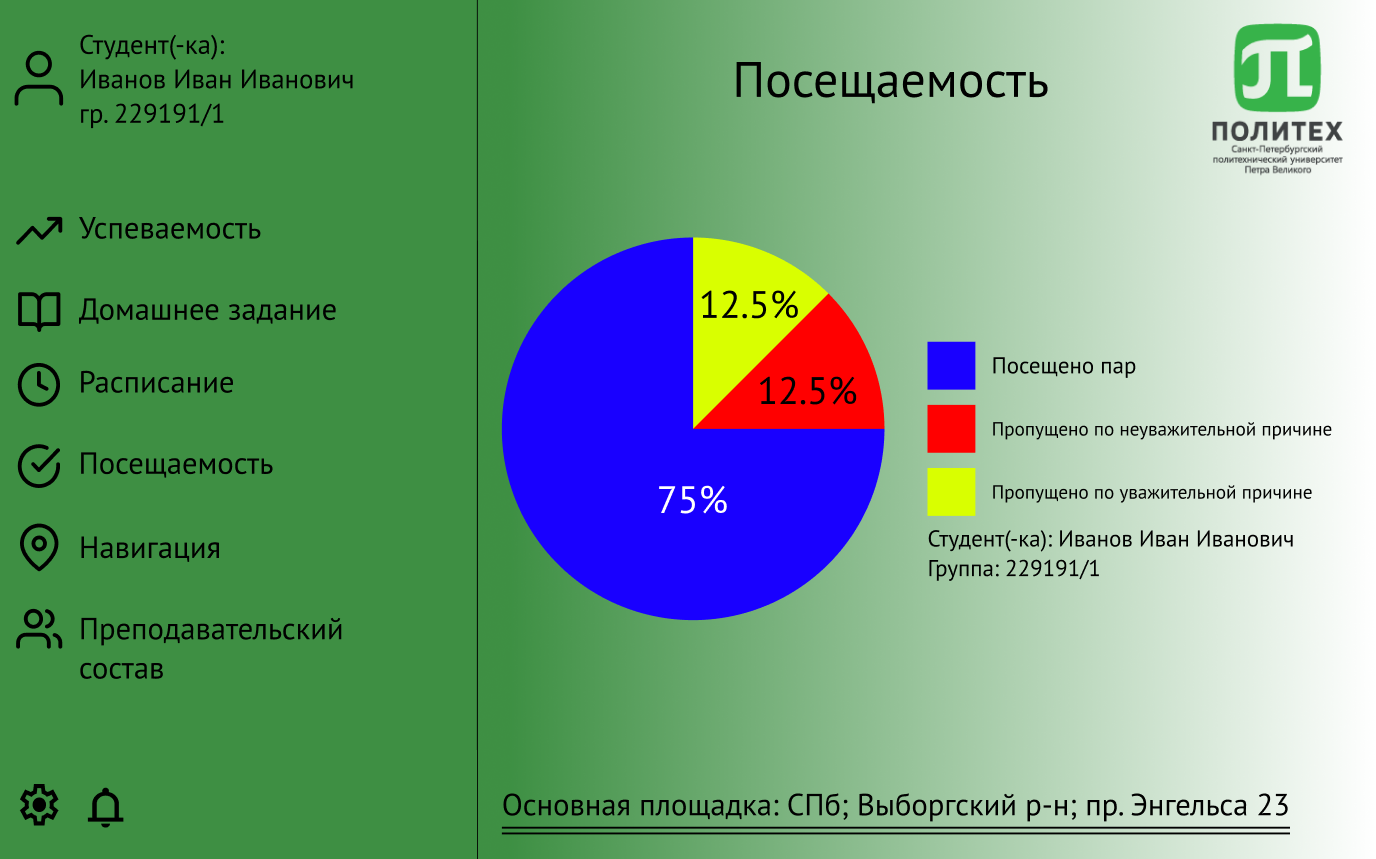 Студент(-ка):
Иванов Иван Иванович
гр. 229191/1
Успеваемость
Домашнее задание
Расписание
Посещаемость
Навигация
Преподавательский
состав
Посещаемость
ПОЛИТЕХ
Санкт-Петербургский
политехнический университет
Петра Великого
12.5%
12.5%
75%
Посещено пар
Пропущено по неуважительной причине
Пропущено по уважительной причине
Студент(-ка): Иванов Иван Иванович
Группа: 229191/1
Основная площадка: СПб; Выборгский р-н; пр. Энгельса 23